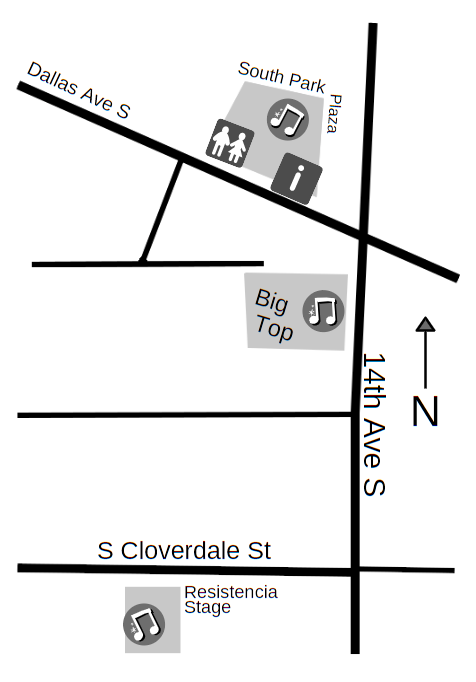 South Park
Plaza
Dallas Ave S
i
Big
Top
14th Ave S
N
S Cloverdale St
Resistencia
Stage